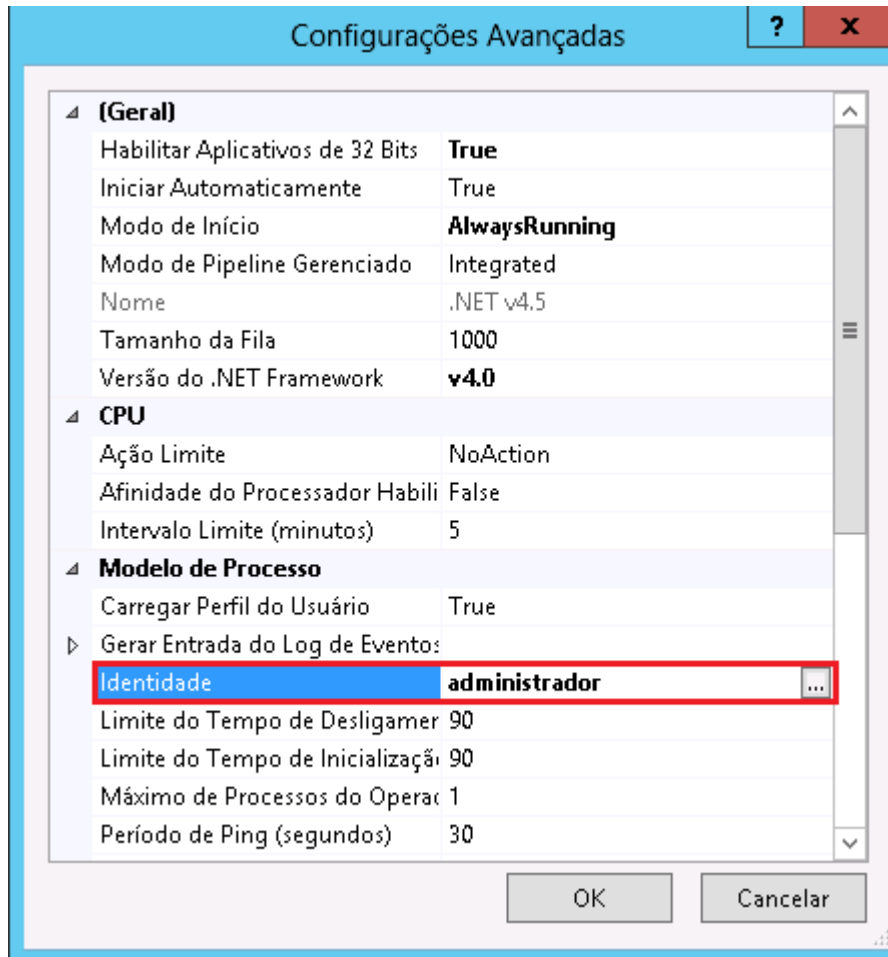 Configurações Avançadas
?
x
(Geral)
Habilitar Aplicativos de 32 Bits True
Iniciar Automaticamente True
Modo de Início AlwaysRunning
Modo de Pipeline Gerenciado Integrated
Nome .NET v4.5
Tamanho da Fila 1000
Versão do .NET Framework v4.0
CPU
Ação Limite NoAction
Afinidade do Processador Habili False
Intervalo Limite (minutos) 5
Modelo de Processo
Carregar Perfil do Usuário True
Gerar Entrada do Log de Eventos
Identidade administrador ...
Limite do Tempo de Desligamer 90
Limite do Tempo de Inicialização 90
Máximo de Processos do Operac 1
Período de Ping (segundos) 30
OK Cancelar